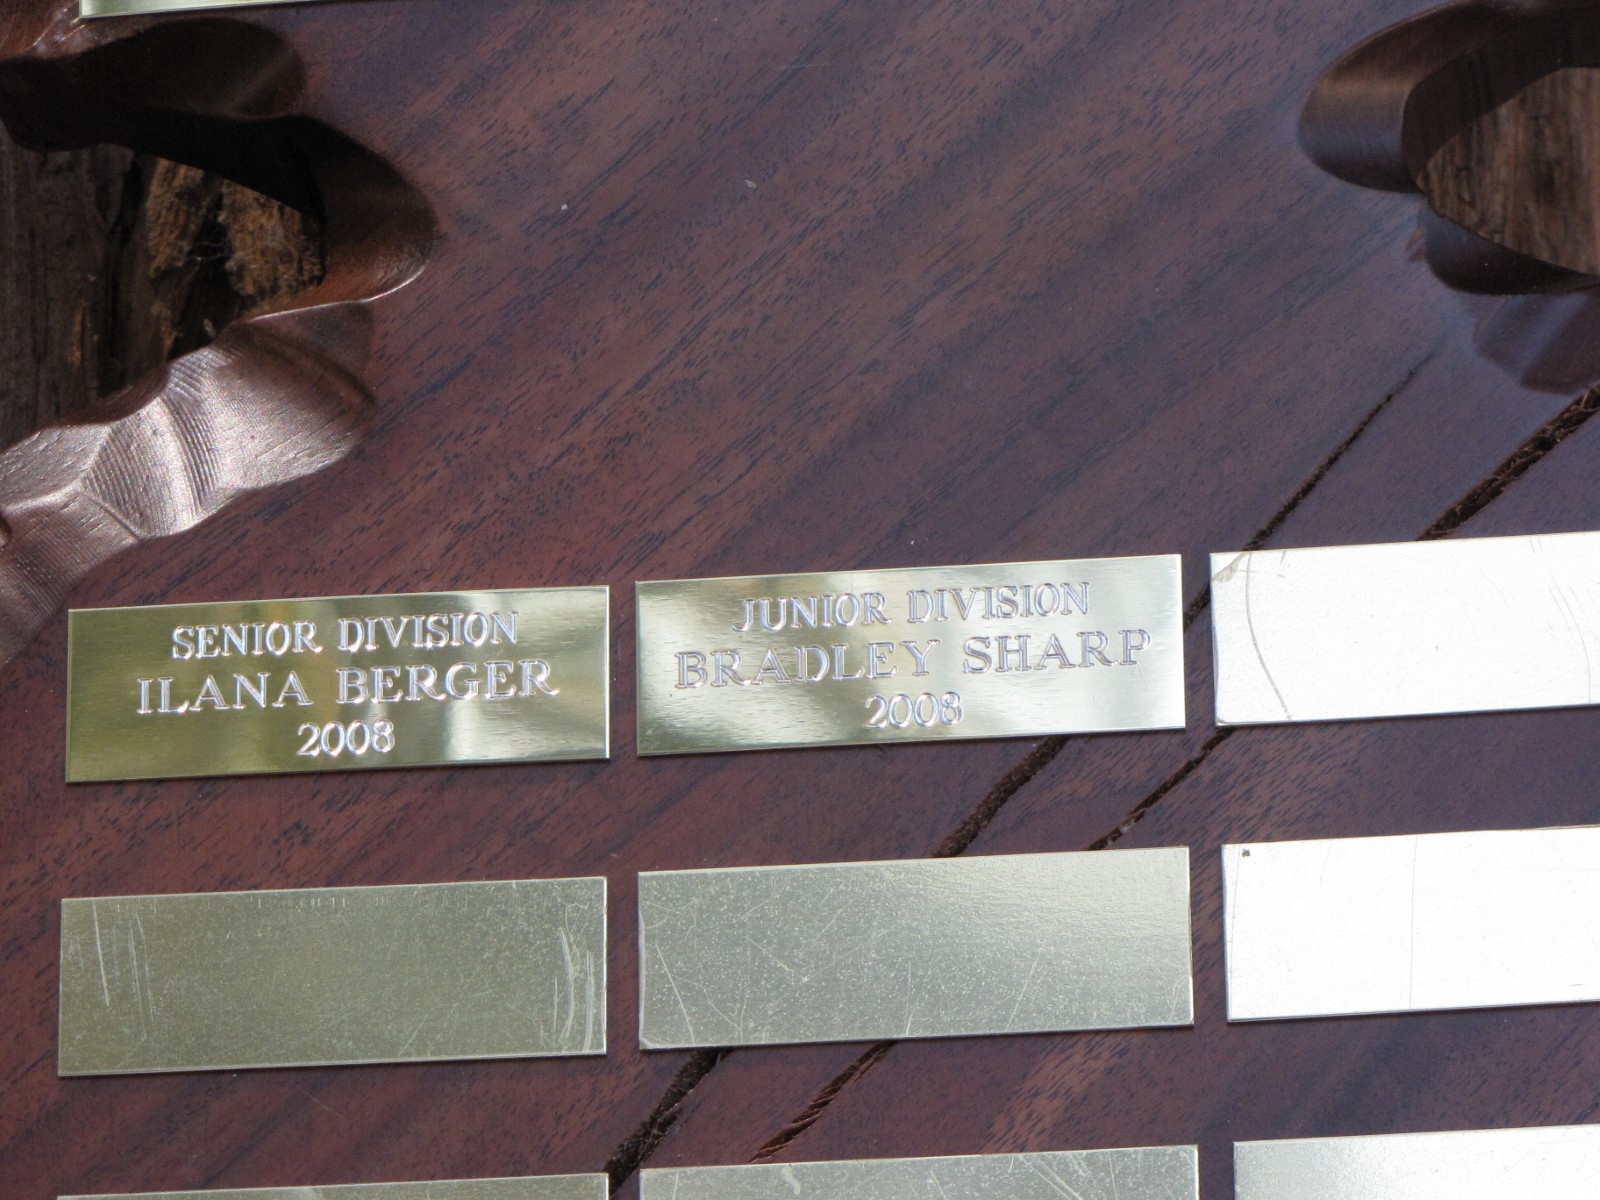 SENIOR DIVISION
ILANA BERGER
2008
JUNIOR DIVISION
BRADLEY SHARP
2008